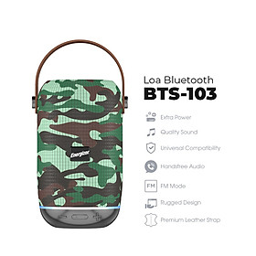 Loa Bluetooth
BTS-103
Extra Power
Quality Sound
Universal Compatibility
Handsfree Audio
FM
FM Mode
Rugged Design
Premium Leather Strap
Energizer